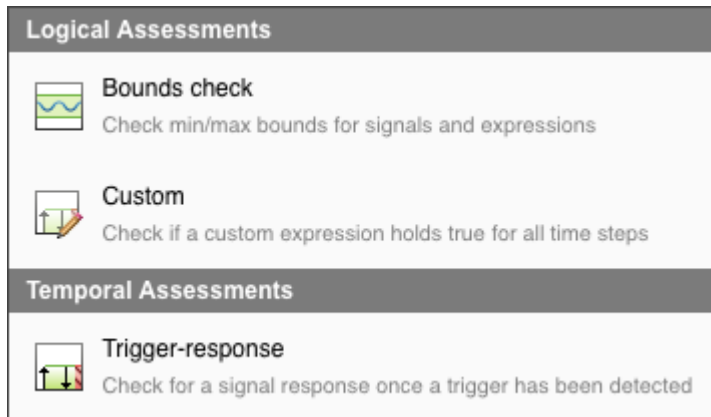 Logical Assessments
Bounds check
Check min/max bounds for signals and expressions
Custom
Check if a custom expression holds true for all time steps
Temporal Assessments
Trigger-response
Check for a signal response once a trigger has been detected